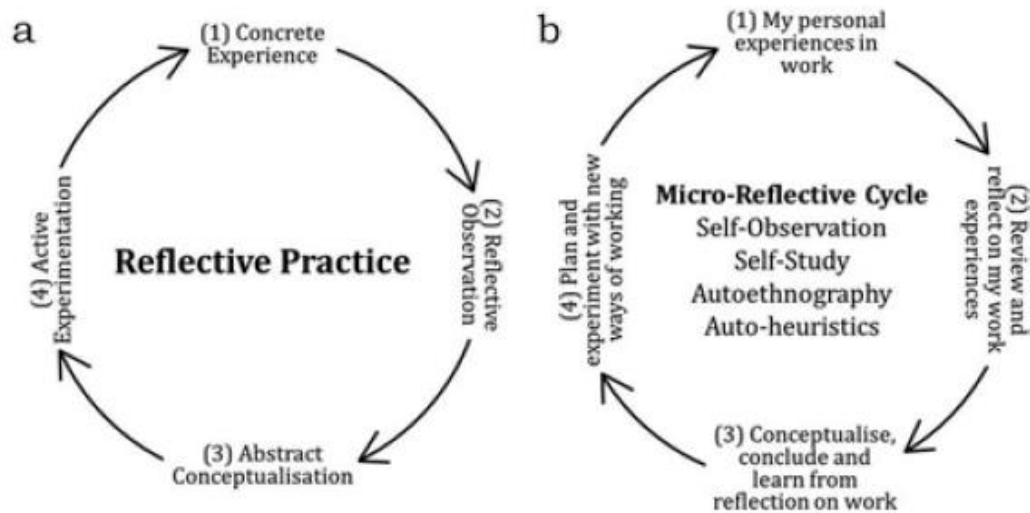 a
(1) Concrete
Experience
(2) Reflective
Observation
(3) Abstract
Conceptualisation
(4) Active
Experimentation
Reflective Practice
b
(1) My personal
experiences in
work
(2) Review and
reflect on my work
experiences
(3) Conceptualise,
conclude and
learn from
reflection on work
(4) Plan and
experiment with new
ways of working
Micro-Reflective Cycle
Self-Observation
Self-Study
Autoethnography
Auto-heuristics